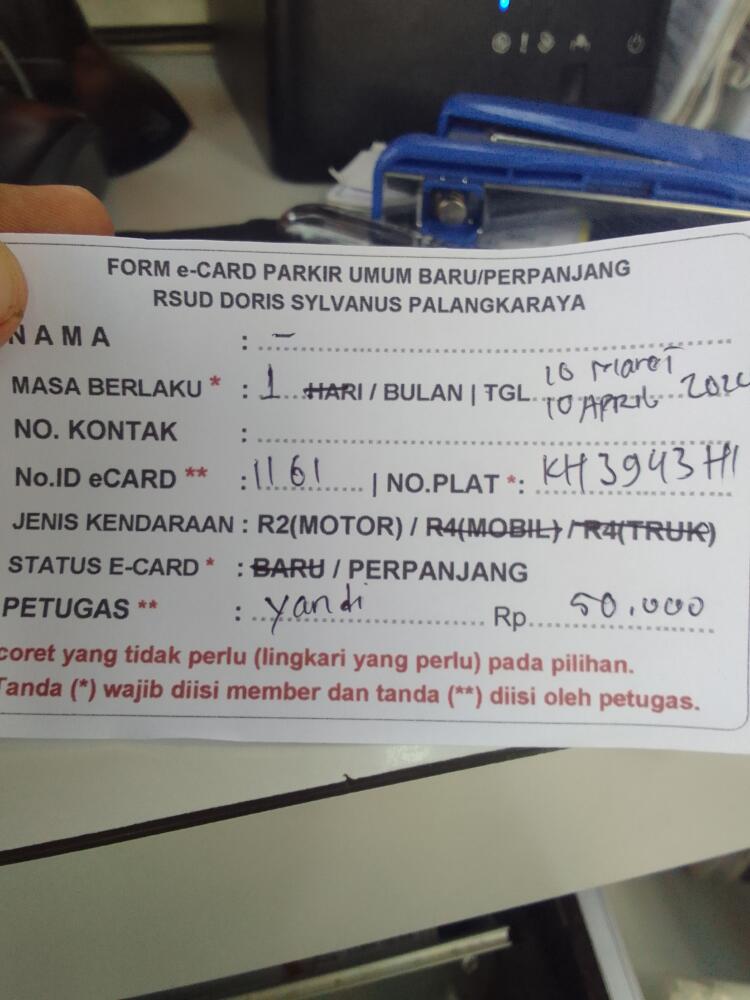 FORM e-CARD PARKIR UMUM BARU/PERPANJANG
RSUD DORIS SYLVANUS PALANGKARAYA
NAMA : -
MASA BERLAKU * : 1 HARI / BULAN | TGL 10 Maret
10 APRIL
NO. KONTAK :
No.ID eCARD ** : 1161 | NO.PLAT *: KH 3943 HI
JENIS KENDARAAN : R2(MOTOR) / R4(MOBIL) / R4(TRUK)
STATUS E-CARD * : BARU / PERPANJANG
PETUGAS ** : Yandi Rp 50.000
coret yang tidak perlu (lingkari yang perlu) pada pilihan.
Tanda (*) wajib diisi member dan tanda (**) diisi oleh petugas.